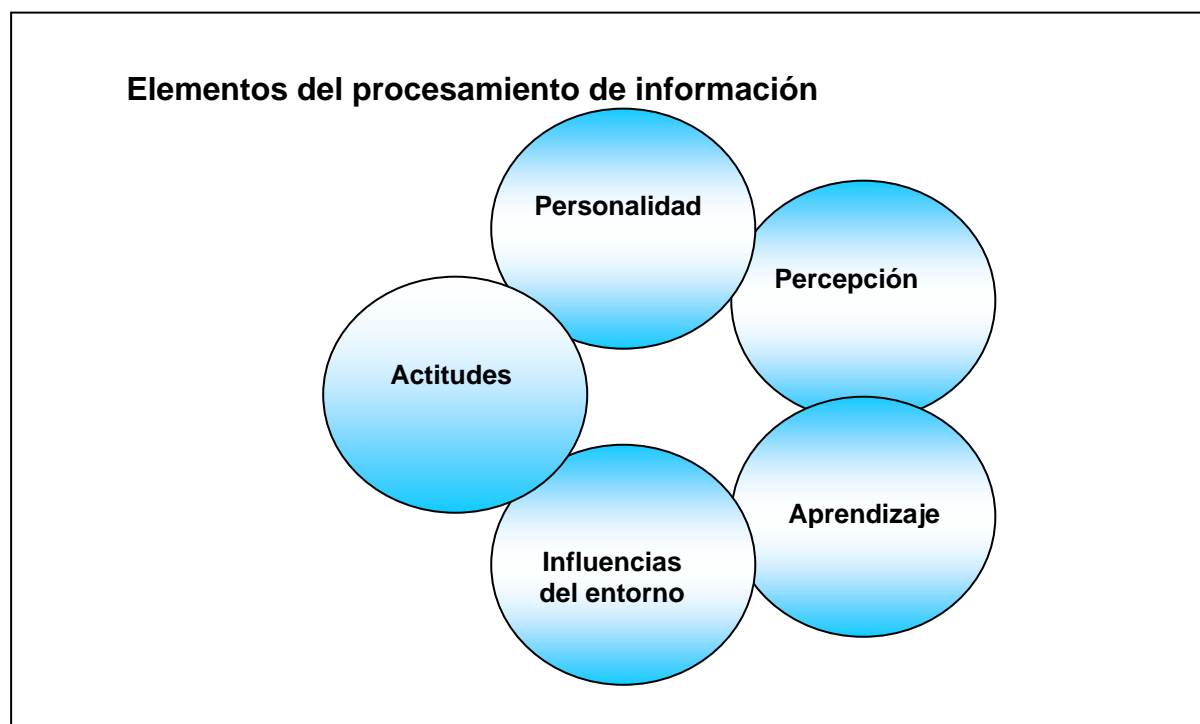 Elementos del procesamiento de información
Personalidad
Percepción
Actitudes
Aprendizaje
Influencias
del entorno